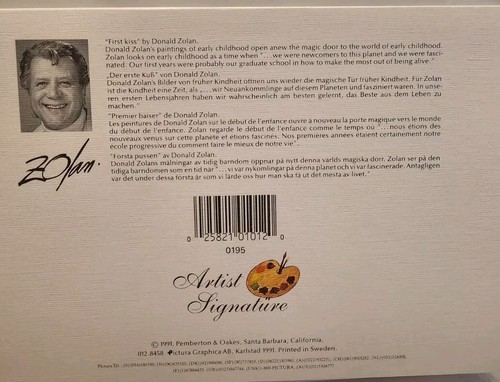 "First kiss" by Donald Zolan.
Donald Zolan's paintings of early childhood open anew the magic door to the world of early childhood.
Zolan looks on early childhood as a time when "... we were newcomers to this planet and we were fasci-
nated. Our first years were probably our graduate school in how to make the most out of being alive."
„Der erste Kuß" von Donald Zolan.
Donald Zolan's Bilder von früher Kindheit öffnen uns wieder die magische Tür früher Kindheit. Für Zolan
ist die Kindheit eine Zeit, als „... wir Neuankömmlinge auf diesem Planeten und fasziniert waren. In unse-
ren ersten Lebensjahren haben wir wahrscheinlich am besten gelernt, das Beste aus dem Leben zu
machen."
"Premier baiser" de Donald Zolan.
Les peintures de Donald Zolan sur le début de l'enfance ouvre à nouveau la porte magique vers le monde
du début de l'enfance. Zolan regarde le début de l'enfance comme le temps où "... nous étions des
nouveaux venus sur cette planète et étions fascinés. Nos premières années étaient certainement notre
école progressive du comment faire le mieux de notre vie".
"Första pussen" av Donald Zolan.
Donald Zolans målningar av tidig barndom öppnar på nytt denna världs magiska dörr. Zolan ser på den
tidiga barndomen som en tid när "... vi var nykomlingar på denna planet och vi var fascinerade. Antagligen
var det under dessa första år som vi lärde oss hur man ska få ut det mesta av livet."
Zolan.
0 25821 01012 0
0195
Artist
Signature
© 1991, Pemberton & Oakes, Santa Barbara, California.
112-8458 Pictura Graphica AB, Karlstad 1991. Printed in Sweden.